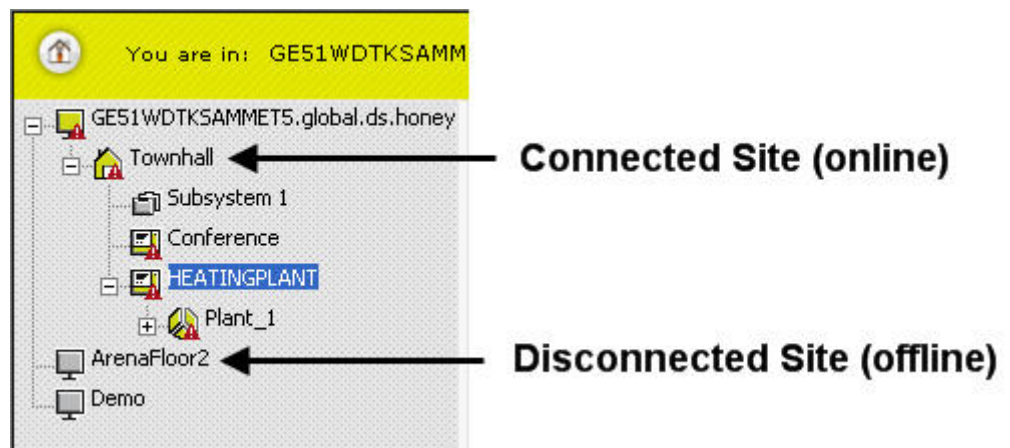 You are in: GE51WDTKSAMM
GE51WDTKSAMMET5.global.ds.honey
Townhall
Connected Site (online)
Subsystem 1
Conference
HEATINGPLANT
Plant_1
ArenaFloor2
Disconnected Site (offline)
Demo